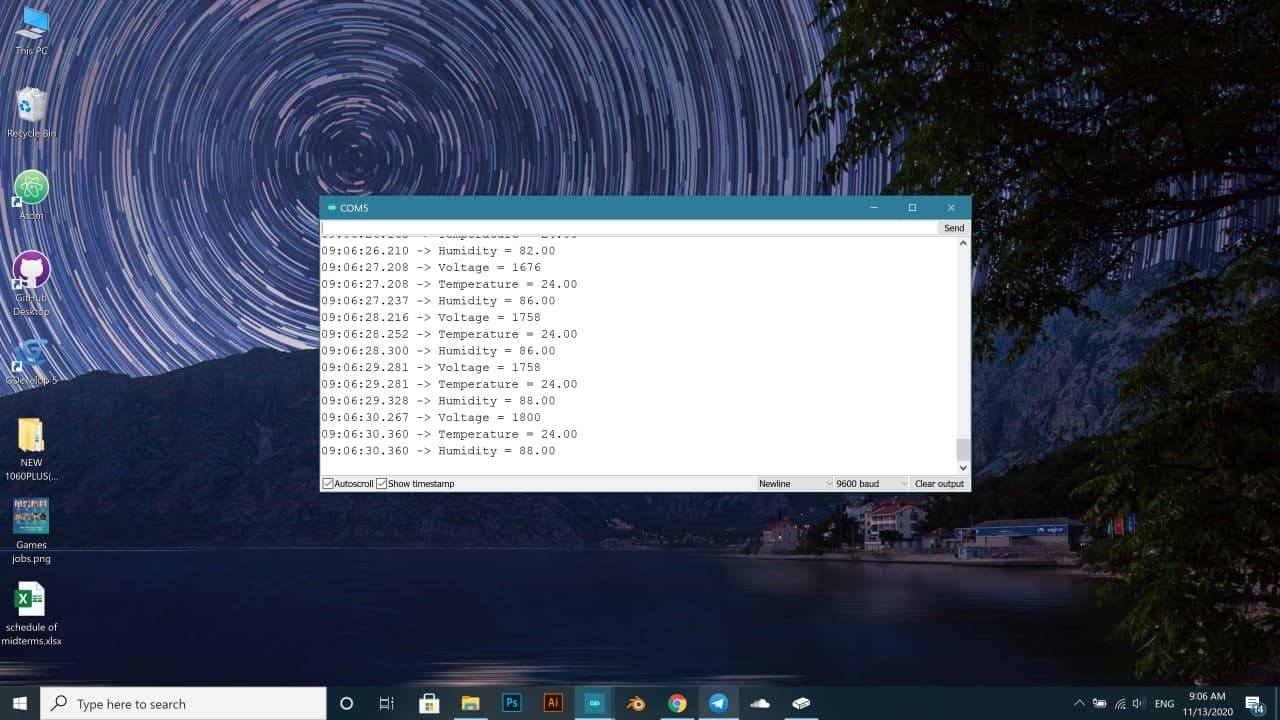 This PC
Recycle Bin
Atom
GitHub
Desktop
GDevelop 5
NEW
1060PLUS(...
Games
jobs.png
schedule of
midterms.xlsx
COM5
Send
09:06:26.210 -> Humidity = 82.00
09:06:27.208 -> Voltage = 1676
09:06:27.208 -> Temperature = 24.00
09:06:27.237 -> Humidity = 86.00
09:06:28.216 -> Voltage = 1758
09:06:28.252 -> Temperature = 24.00
09:06:28.300 -> Humidity = 86.00
09:06:29.281 -> Voltage = 1758
09:06:29.281 -> Temperature = 24.00
09:06:29.328 -> Humidity = 88.00
09:06:30.267 -> Voltage = 1800
09:06:30.360 -> Temperature = 24.00
09:06:30.360 -> Humidity = 88.00
Autoscroll Show timestamp
Newline
9600 baud
Clear output
Type here to search
Ps
Ai
ENG
9:06 AM
11/13/2020
14